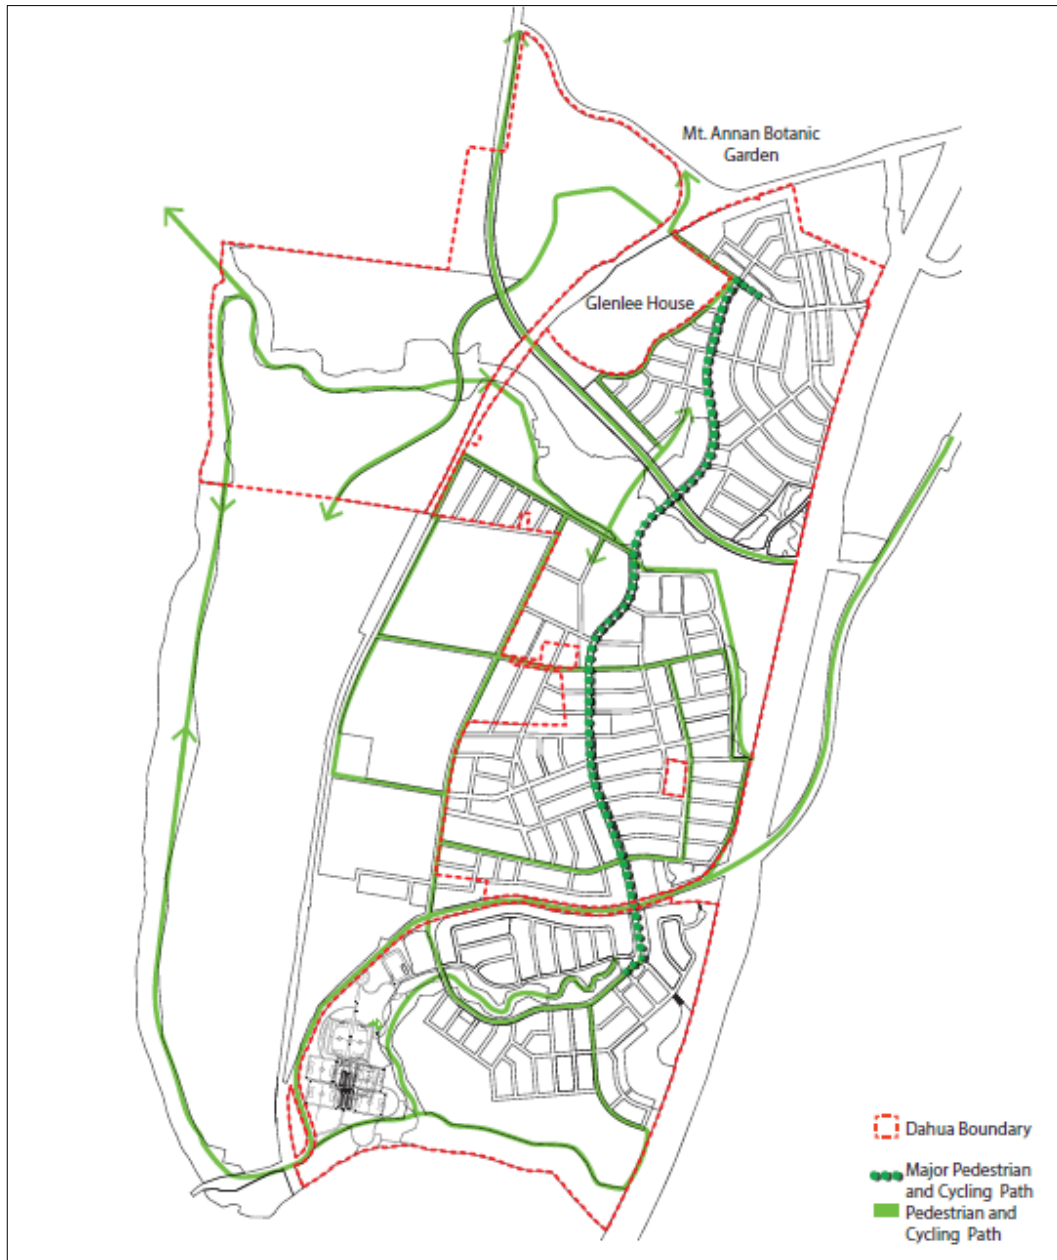 Mt. Annan Botanic
Garden
Glenlee House
Dahua Boundary
Major Pedestrian
and Cycling Path
Pedestrian and
Cycling Path